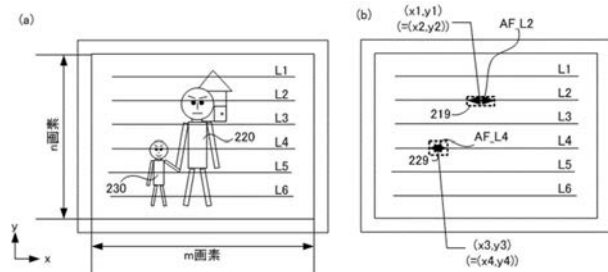 (a)
L1
L2
L3
L4
L5
L6
220
230
n画素
m画素
y
x
(b)
(x1,y1)
(=(x2,y2))
AF_L2
L1
L2
219
L3
AF_L4
L4
229
L5
L6
(x3,y3)
(=(x4,y4))